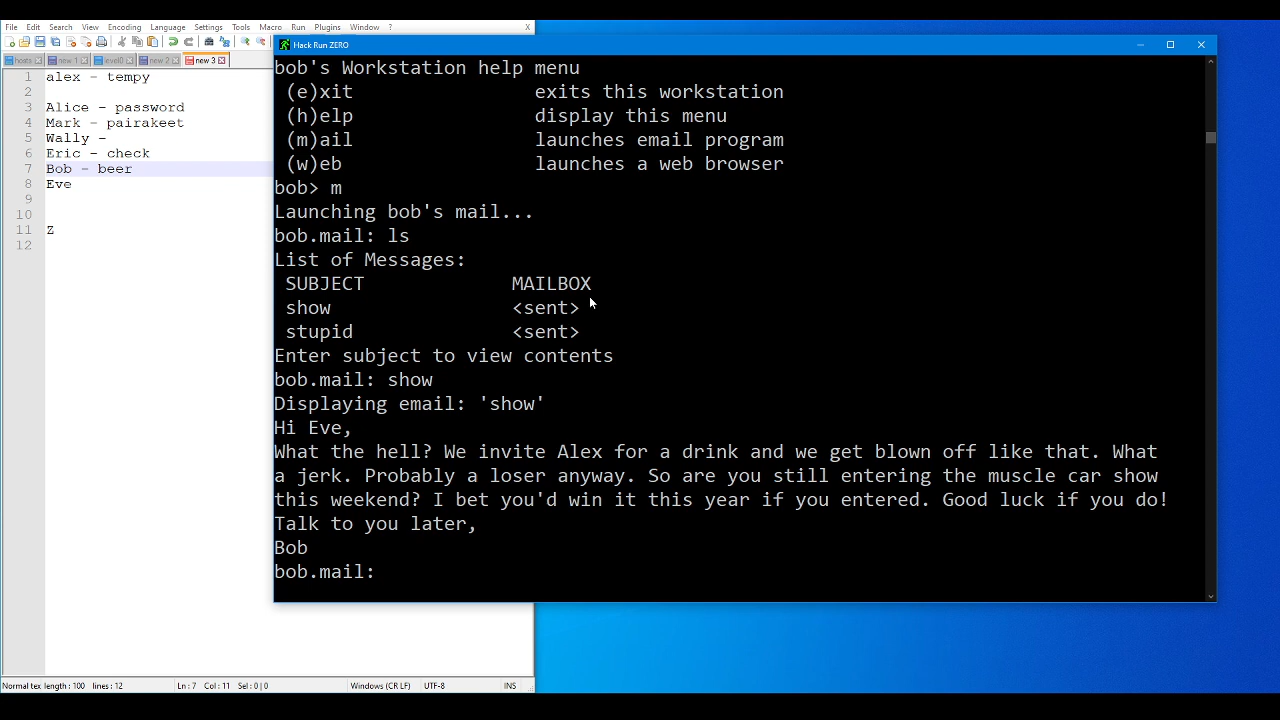 File Edit Search View Encoding Language Settings Tools Macro Run Plugins Window ? X
hosts new 1 level0 new 2 new 3
1 alex - tempy
2
3 Alice - password
4 Mark - pairakeet
5 Wally -
6 Eric - check
7 Bob - beer
8 Eve
9
10
11 Z
12
Normal tex length : 100 lines : 12 Ln : 7 Col : 11 Sel : 0 | 0 Windows (CR LF) UTF-8 INS
Hack Run ZERO
bob's Workstation help menu
(e)xit exits this workstation
(h)elp display this menu
(m)ail launches email program
(w)eb launches a web browser
bob> m
Launching bob's mail...
bob.mail: ls
List of Messages:
SUBJECT MAILBOX
show <sent>
stupid <sent>
Enter subject to view contents
bob.mail: show
Displaying email: 'show'
Hi Eve,
What the hell? We invite Alex for a drink and we get blown off like that. What
a jerk. Probably a loser anyway. So are you still entering the muscle car show
this weekend? I bet you'd win it this year if you entered. Good luck if you do!
Talk to you later,
Bob
bob.mail: